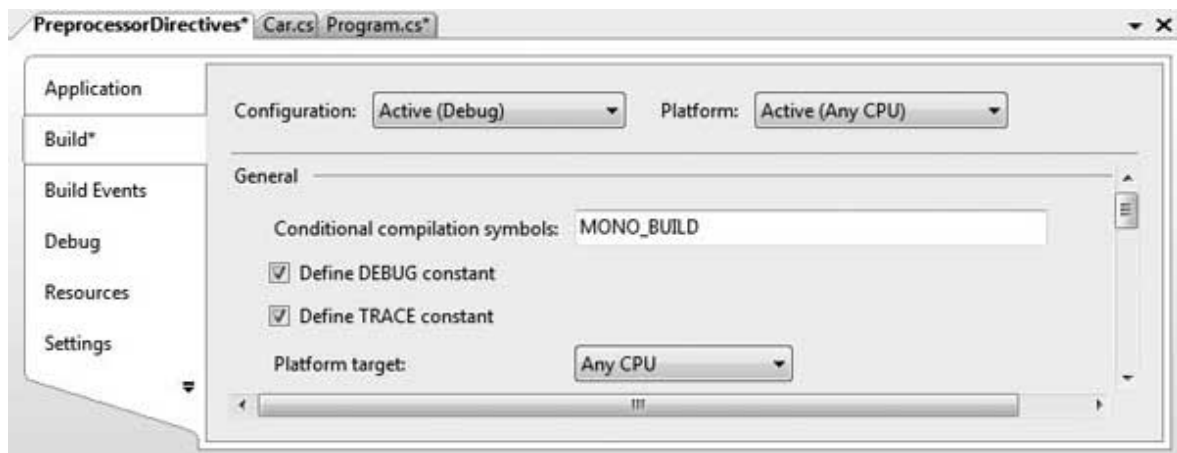 PreprocessorDirectives* Car.cs Program.cs*
Application
Configuration: Active (Debug) Platform: Active (Any CPU)
Build*
General
Build Events
Conditional compilation symbols: MONO_BUILD
Debug
Define DEBUG constant
Resources
Define TRACE constant
Settings
Platform target: Any CPU